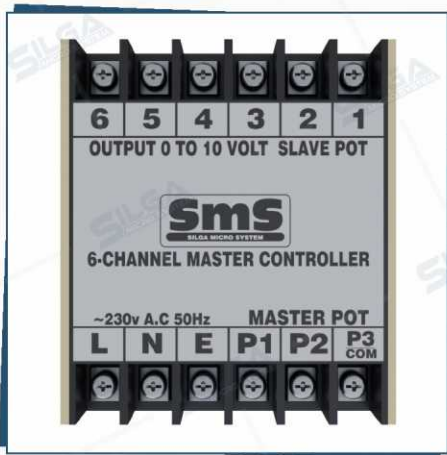 SILGA
6 5 4 3 2 1
OUTPUT 0 TO 10 VOLT SLAVE POT
SmS
SILGA MICRO SYSTEM
6-CHANNEL MASTER CONTROLLER
~230v A.C 50Hz MASTER POT
L N E P1 P2 P3
COM